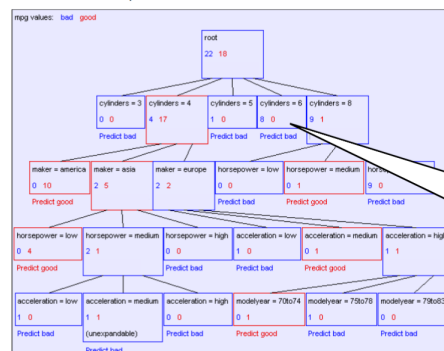 mpg values: bad good
root
22 18
cylinders = 3 cylinders = 4 cylinders = 5 cylinders = 6 cylinders = 8
0 0 4 17 1 0 8 0 9 1
Predict bad Predict bad Predict bad
maker = america maker = asia maker = europe horsepower = low horsepower = medium
0 10 2 5 2 2 0 0 0 1 9 0
Predict good Predict bad Predict good Predict bad
horsepower = low horsepower = medium horsepower = high acceleration = low acceleration = medium
0 4 2 1 0 0 1 0 0 1 1 1
Predict good Predict bad Predict bad Predict good
acceleration = low acceleration = medium acceleration = high modelyear = 70to74 modelyear = 75to78 modelyear = 79to83
1 0 1 1 0 0 0 1 1 0 0 0
Predict bad (unexpandable) Predict bad Predict good Predict bad Predict bad
Predict bad